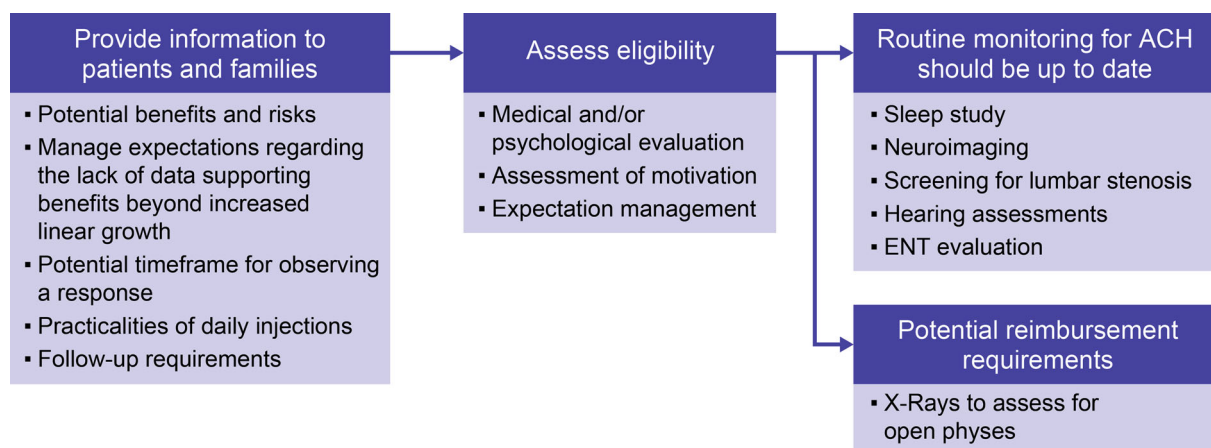 Provide information to
patients and families
▪ Potential benefits and risks
▪ Manage expectations regarding
the lack of data supporting
benefits beyond increased
linear growth
▪ Potential timeframe for observing
a response
▪ Practicalities of daily injections
▪ Follow-up requirements
Assess eligibility
▪ Medical and/or
psychological evaluation
▪ Assessment of motivation
▪ Expectation management
Routine monitoring for ACH
should be up to date
▪ Sleep study
▪ Neuroimaging
▪ Screening for lumbar stenosis
▪ Hearing assessments
▪ ENT evaluation
Potential reimbursement
requirements
▪ X-Rays to assess for
open physes